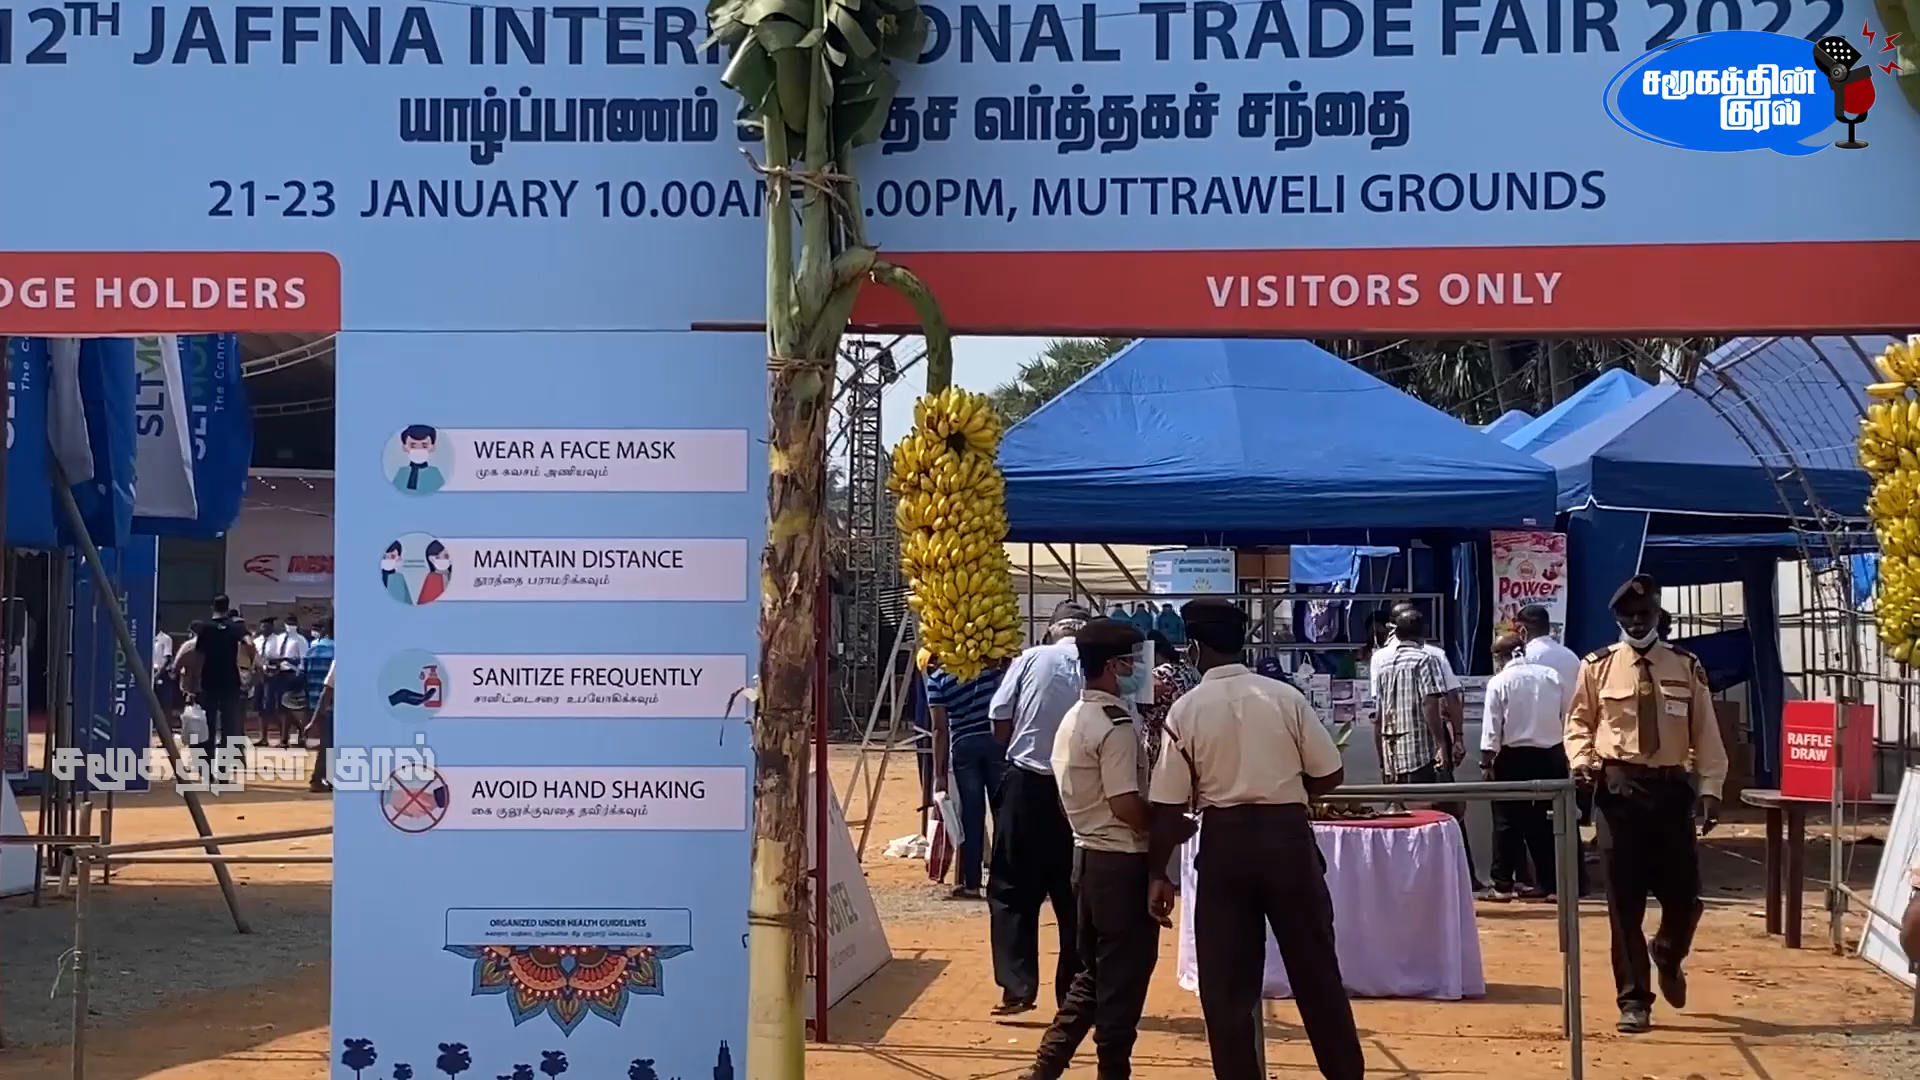 12TH JAFFNA INTER ONAL TRADE FAIR 2022
யாழ்ப்பாணம் தச வர்த்தகச் சந்தை
21-23 JANUARY 10.00AM .00PM, MUTTRAWELI GROUNDS
சமூகத்தின்
குரல்
DGE HOLDERS
VISITORS ONLY
WEAR A FACE MASK
முக கவசம் அணியவும்
MAINTAIN DISTANCE
தூரத்தை பராமரிக்கவும்
SANITIZE FREQUENTLY
சானிட்டைசரை உபயோகிக்கவும்
AVOID HAND SHAKING
கை குலுக்குவதை தவிர்க்கவும்
ORGANIZED UNDER HEALTH GUIDELINES
சமூகத்தின் குரல்
Power
RAFFLE
DRAW